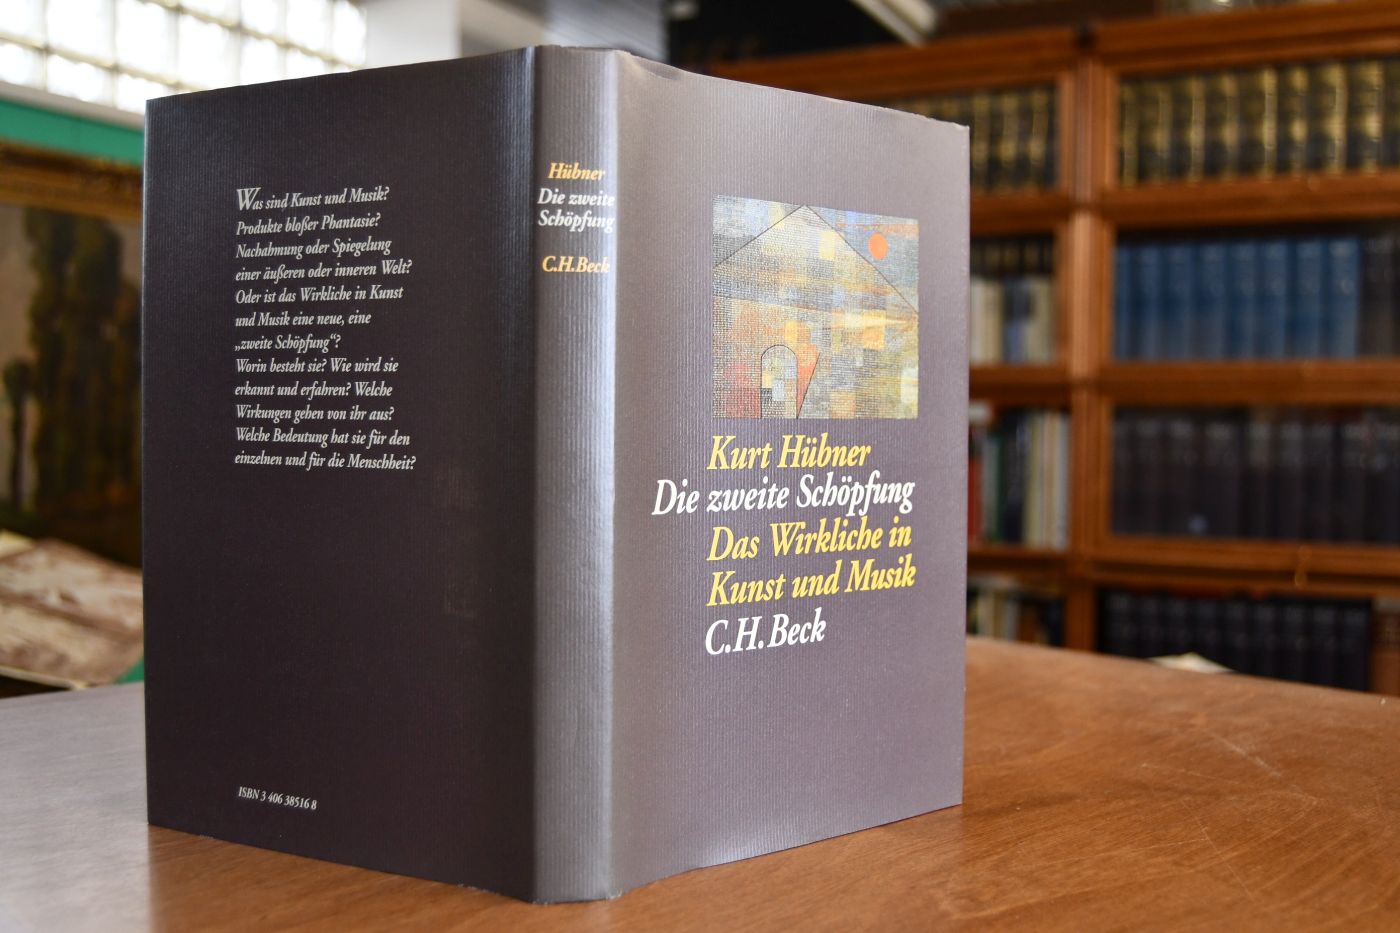 Was sind Kunst und Musik?
Produkte bloßer Phantasie?
Nachahmung oder Spiegelung
einer äußeren oder inneren Welt?
Oder ist das Wirkliche in Kunst
und Musik eine neue, eine
„zweite Schöpfung“?
Worin besteht sie? Wie wird sie
erkannt und erfahren? Welche
Wirkungen gehen von ihr aus?
Welche Bedeutung hat sie für den
einzelnen und für die Menschheit?
ISBN 3 406 38516 8
Hübner
Die zweite
Schöpfung
C.H.Beck
Kurt Hübner
Die zweite Schöpfung
Das Wirkliche in
Kunst und Musik
C.H.Beck